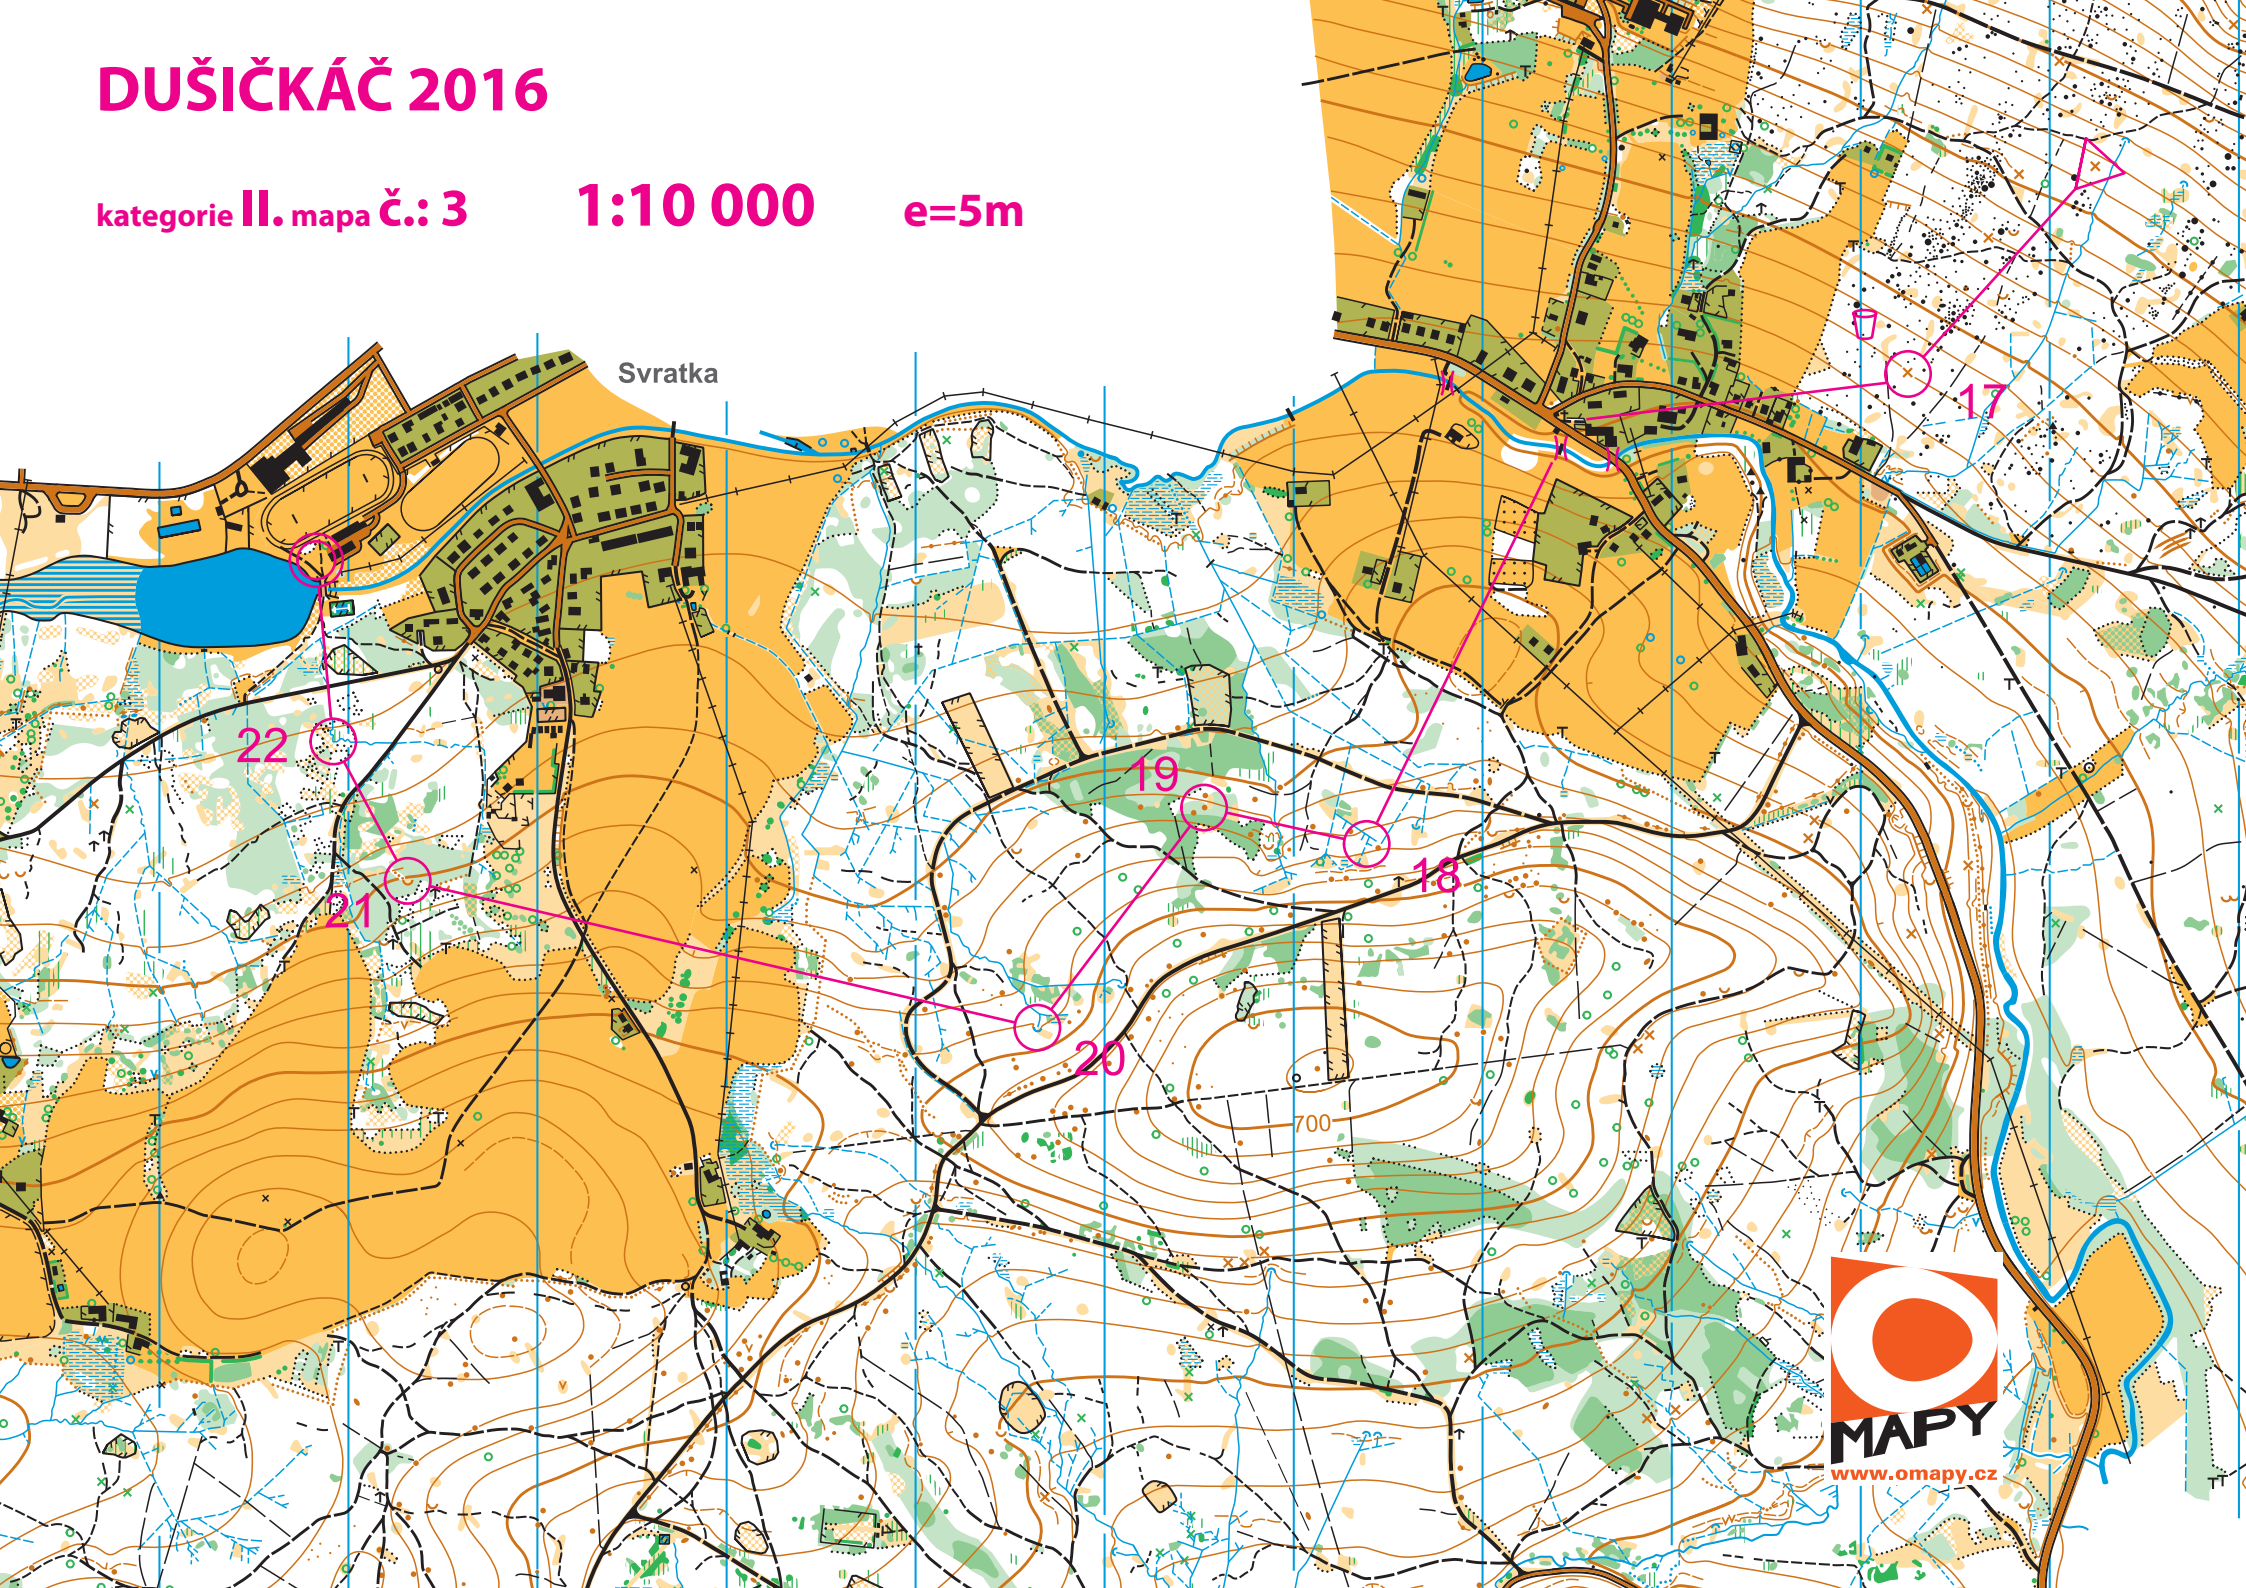 DUŠIČKÁČ 2016
kategorie II. mapa č.: 3 1:10 000 e=5m
Svratka
17
22
19
18
21
20
700
MAPY
www.omapy.cz